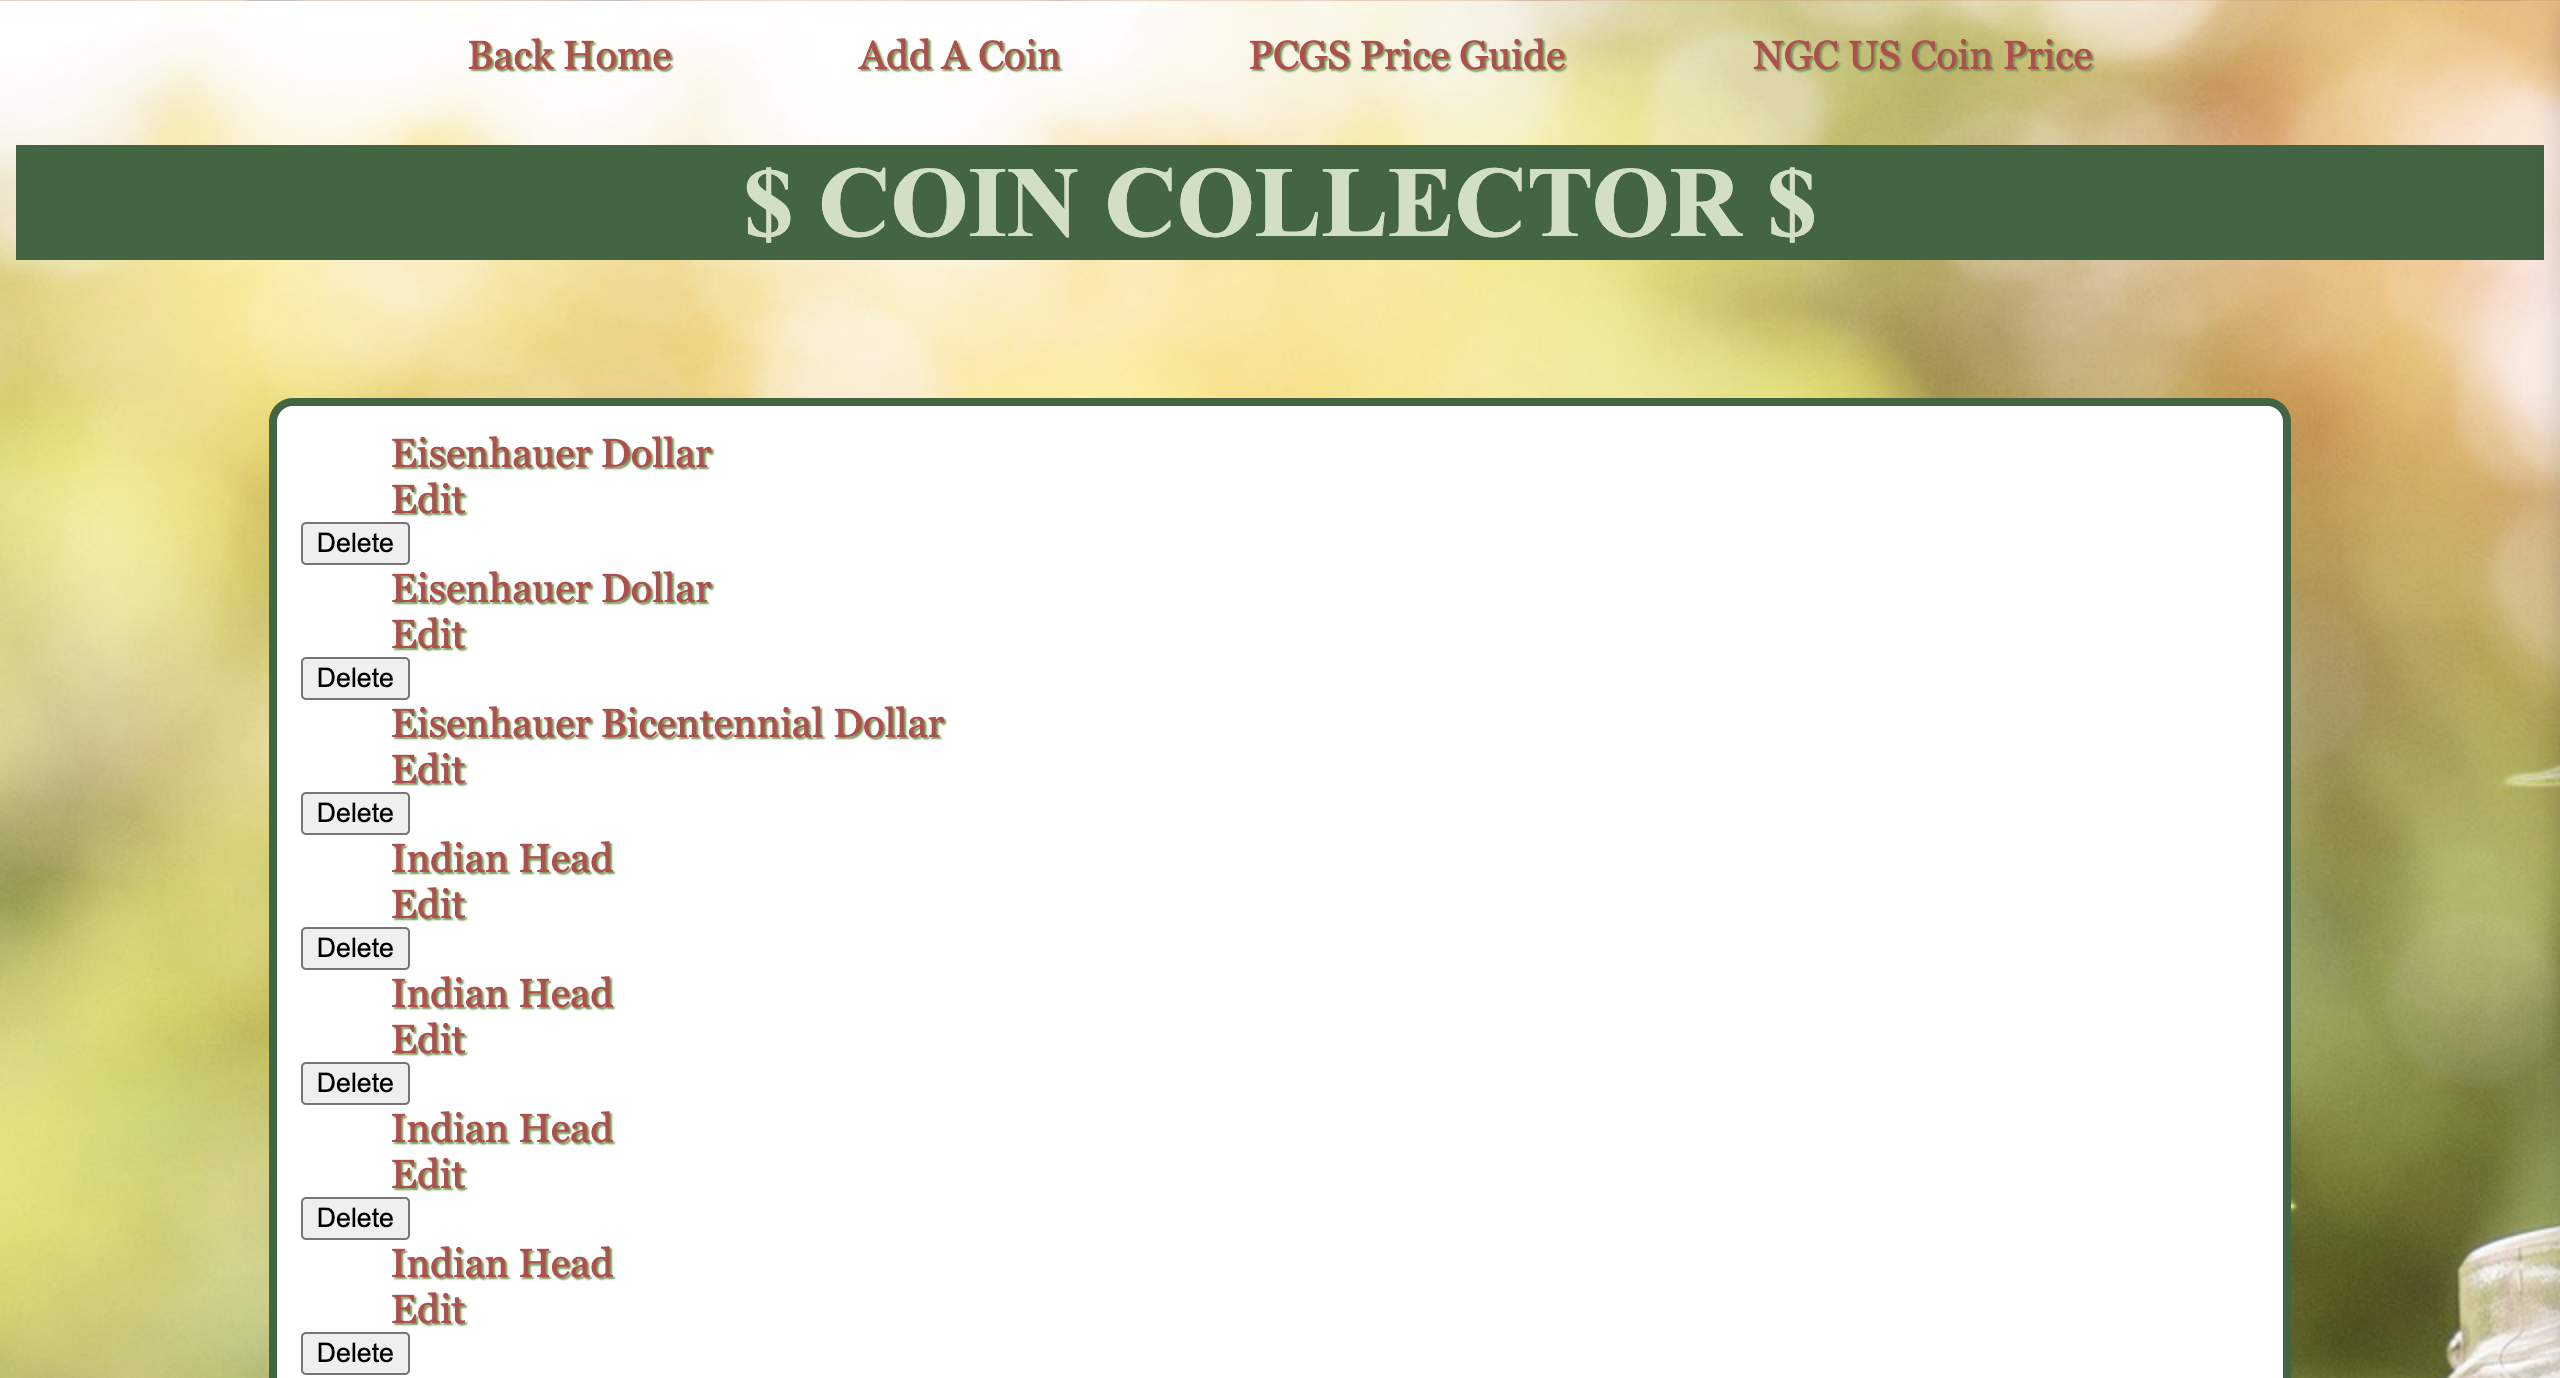 Back Home Add A Coin PCGS Price Guide NGC US Coin Price
$ COIN COLLECTOR $
Eisenhauer Dollar
Edit
Delete
Eisenhauer Dollar
Edit
Delete
Eisenhauer Bicentennial Dollar
Edit
Delete
Indian Head
Edit
Delete
Indian Head
Edit
Delete
Indian Head
Edit
Delete
Indian Head
Edit
Delete